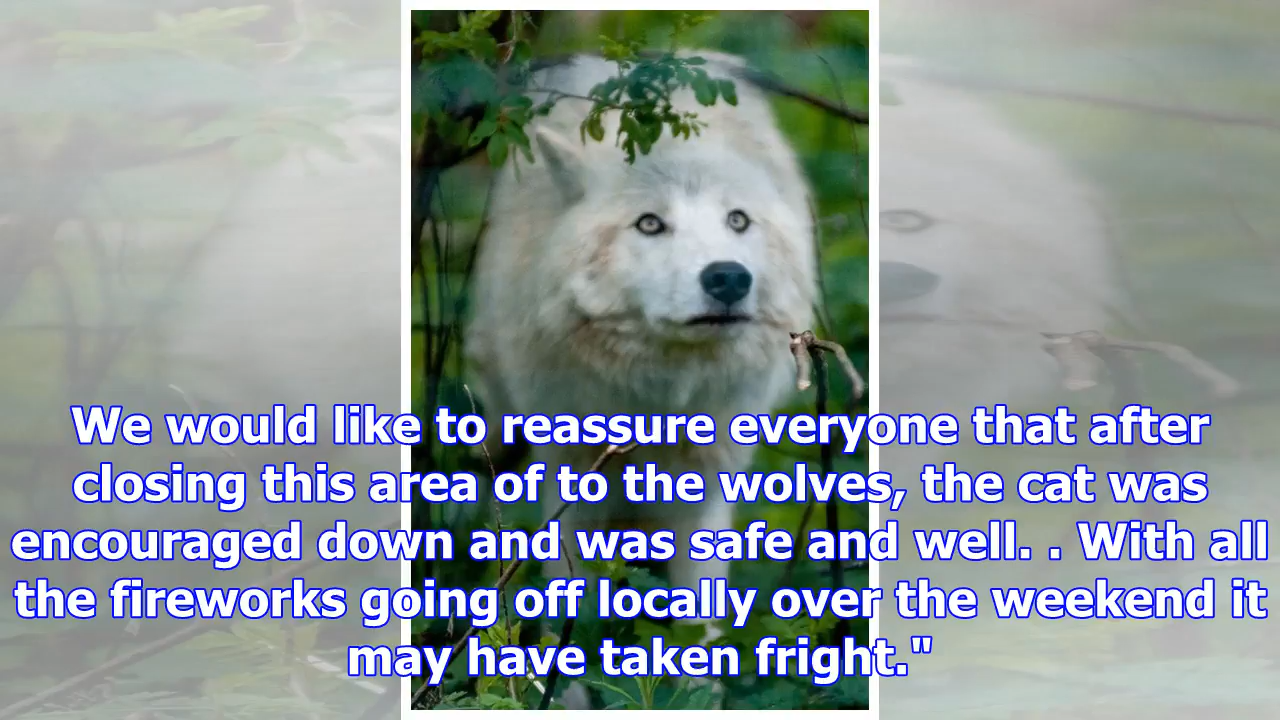 We would like to reassure everyone that after
closing this area of to the wolves, the cat was
encouraged down and was safe and well. . With all
the fireworks going off locally over the weekend it
may have taken fright."